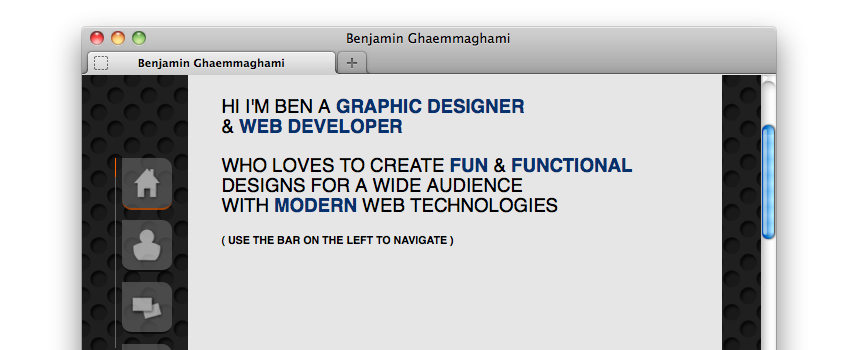 Benjamin Ghaemmaghami
Benjamin Ghaemmaghami
HI I'M BEN A GRAPHIC DESIGNER
& WEB DEVELOPER
WHO LOVES TO CREATE FUN & FUNCTIONAL
DESIGNS FOR A WIDE AUDIENCE
WITH MODERN WEB TECHNOLOGIES
( USE THE BAR ON THE LEFT TO NAVIGATE )